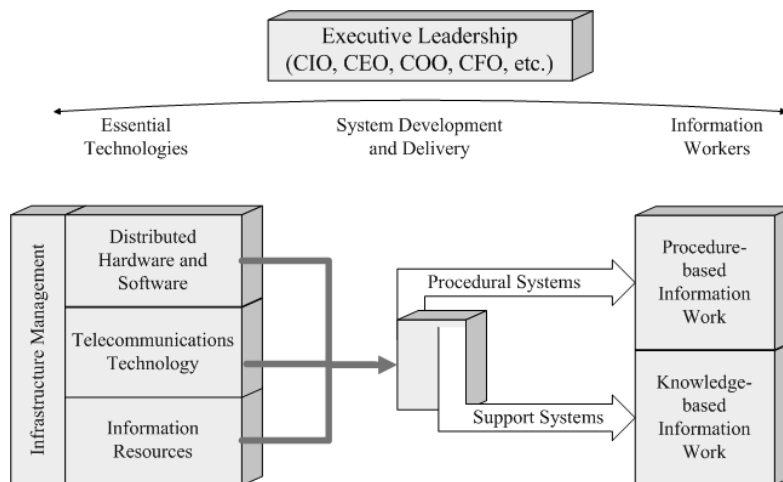 Executive Leadership
(CIO, CEO, COO, CFO, etc.)
Essential
Technologies
System Development
and Delivery
Information
Workers
Infrastructure Management
Distributed
Hardware and
Software
Telecommunications
Technology
Information
Resources
Procedural Systems
Support Systems
Procedure-
based
Information
Work
Knowledge-
based
Information
Work